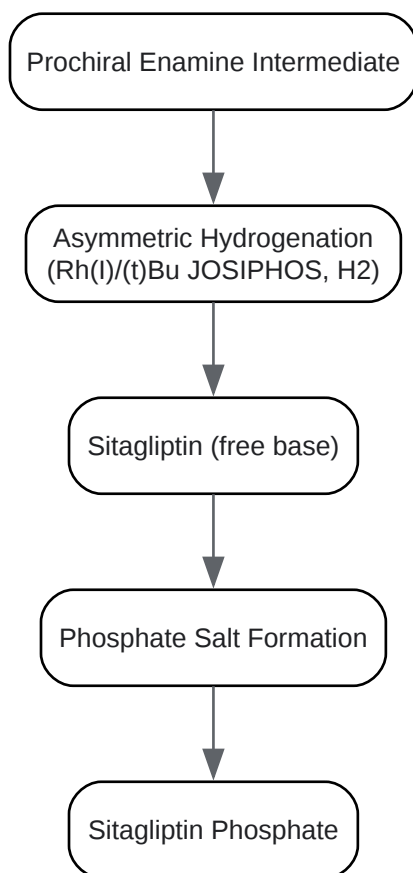 Prochiral Enamine Intermediate
Asymmetric Hydrogenation
(Rh(I)/(t)Bu JOSIPHOS, H2)
Sitagliptin (free base)
Phosphate Salt Formation
Sitagliptin Phosphate